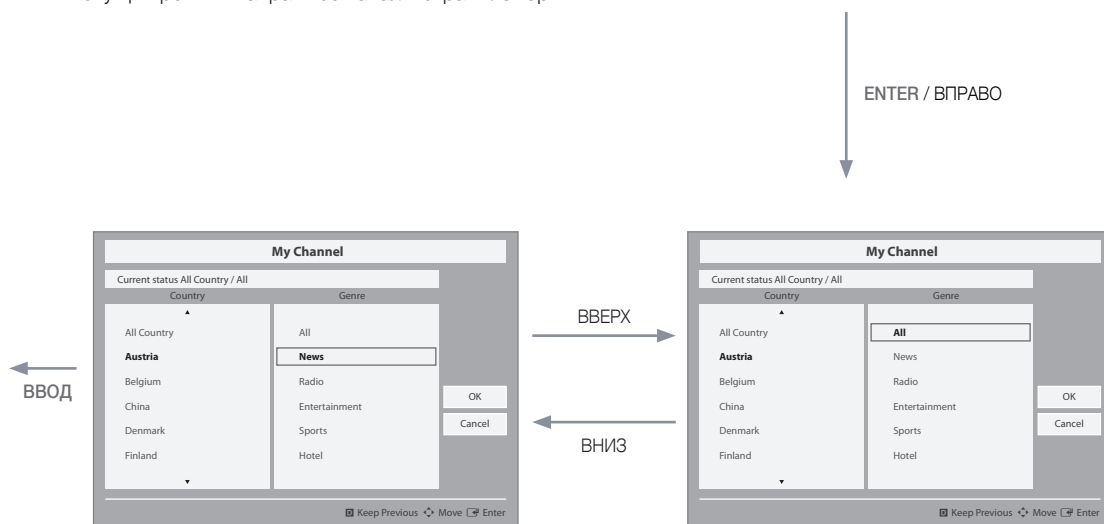 ENTER / ВПРАВО
My Channel
Current status All Country / All
Country Genre
All Country All
Austria News
Belgium Radio
China Entertainment
Denmark Sports
Finland Hotel
OK
Cancel
Keep Previous Move Enter
ВВОД
ВВЕРХ
ВНИЗ
My Channel
Current status All Country / All
Country Genre
All Country All
Austria News
Belgium Radio
China Entertainment
Denmark Sports
Finland Hotel
OK
Cancel
Keep Previous Move Enter